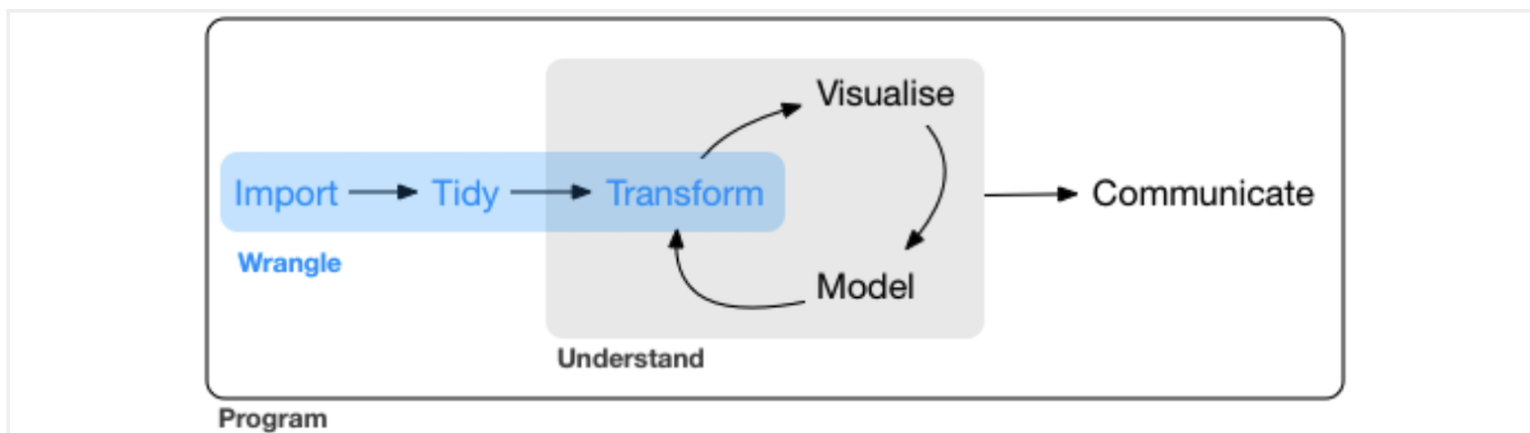 Visualise
Import Tidy Transform Communicate
Wrangle
Model
Understand
Program